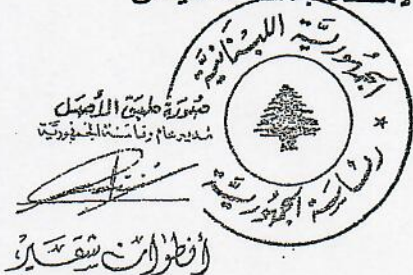 الجمهورية اللبنانية
رئاسة الجمهورية
صورة طبق الأصل
مدير عام رئاسة الجمهورية
أنطوان شقير